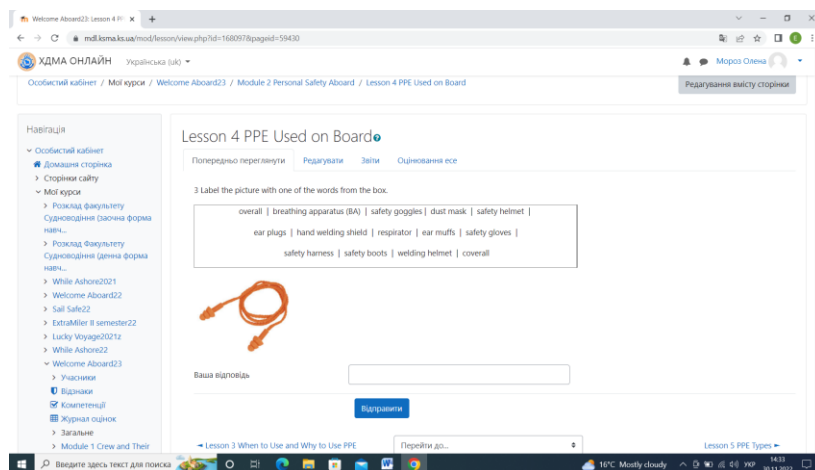 Welcome Aboard23: Lesson 4 PP
mdl.ksma.ks.ua/mod/lesson/view.php?id=168097&pageid=59430
ХДМА ОНЛАЙН Українська (uk)
Мороз Олена
Особистий кабінет / Мої курси / Welcome Aboard23 / Module 2 Personal Safety Aboard / Lesson 4 PPE Used on Board
Редагування вмісту сторінки
Навігація
Особистий кабінет
Домашня сторінка
Сторінки сайту
Мої курси
Розклад факультету
Судноводіння (заочна форма
навч...
Розклад Факультету
Судноводіння (денна форма
навч...
While Ashore2021
Welcome Aboard22
Sail Safe22
ExtraMiler II semester22
Lucky Voyage2021z
While Ashore22
Welcome Aboard23
Учасники
Відзнаки
Компетенції
Журнал оцінок
Загальне
Module 1 Crew and Their
Lesson 4 PPE Used on Board
Попередньо переглянути Редагувати Звіти Оцінювання есе
3 Label the picture with one of the words from the box.
overall | breathing apparatus (BA) | safety goggles | dust mask | safety helmet |
ear plugs | hand welding shield | respirator | ear muffs | safety gloves |
safety harness | safety boots | welding helmet | coverall
Ваша відповідь
Відправити
◄ Lesson 3 When to Use and Why to Use PPE
Перейти до...
Lesson 5 PPE Types ►
Введите здесь текст для поиска
16°C Mostly cloudy
УКР
14:33
30.11.2022